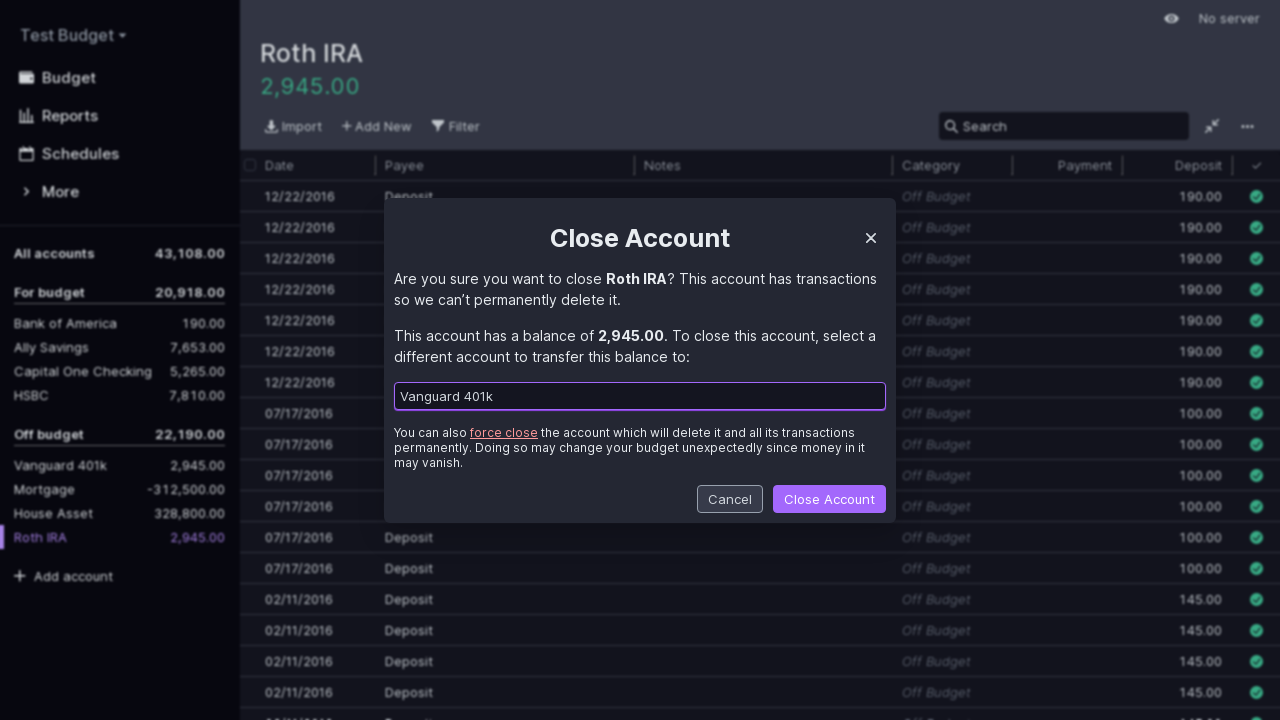 Test Budget
Budget
Reports
Schedules
More
All accounts 43,108.00
For budget 20,918.00
Bank of America 190.00
Ally Savings 7,653.00
Capital One Checking 5,265.00
HSBC 7,810.00
Off budget 22,190.00
Vanguard 401k 2,945.00
Mortgage -312,500.00
House Asset 328,800.00
Roth IRA 2,945.00
Add account
No server
Roth IRA
2,945.00
Import + Add New Filter Search
Date Payee Notes Category Payment Deposit
12/22/2016 Deposit Off Budget 190.00
12/22/2016 Off Budget 190.00
12/22/2016 Off Budget 190.00
12/22/2016 Off Budget 190.00
12/22/2016 Off Budget 190.00
12/22/2016 Off Budget 190.00
12/22/2016 Off Budget 190.00
07/17/2016 Off Budget 100.00
07/17/2016 Off Budget 100.00
07/17/2016 Off Budget 100.00
07/17/2016 Off Budget 100.00
07/17/2016 Deposit Off Budget 100.00
07/17/2016 Deposit Off Budget 100.00
02/11/2016 Deposit Off Budget 145.00
02/11/2016 Deposit Off Budget 145.00
02/11/2016 Deposit Off Budget 145.00
02/11/2016 Deposit Off Budget 145.00
Close Account
Are you sure you want to close Roth IRA? This account has transactions
so we can’t permanently delete it.
This account has a balance of 2,945.00. To close this account, select a
different account to transfer this balance to:
Vanguard 401k
You can also force close the account which will delete it and all its transactions
permanently. Doing so may change your budget unexpectedly since money in it
may vanish.
Cancel Close Account